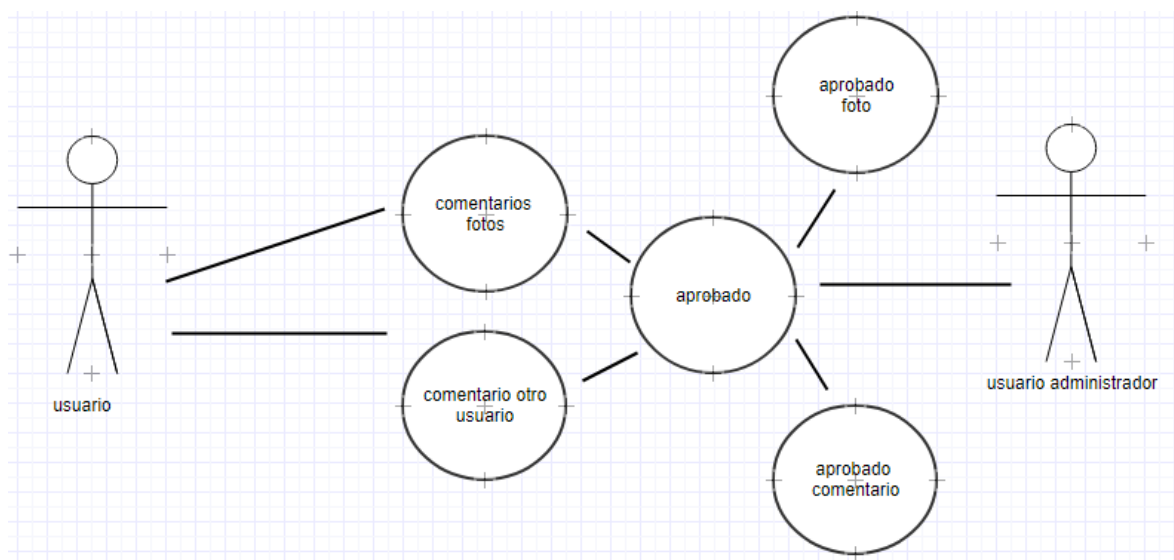 aprobado
foto
comentarios
fotos
aprobado
usuario administrador
comentario otro
usuario
usuario
aprobado
comentario